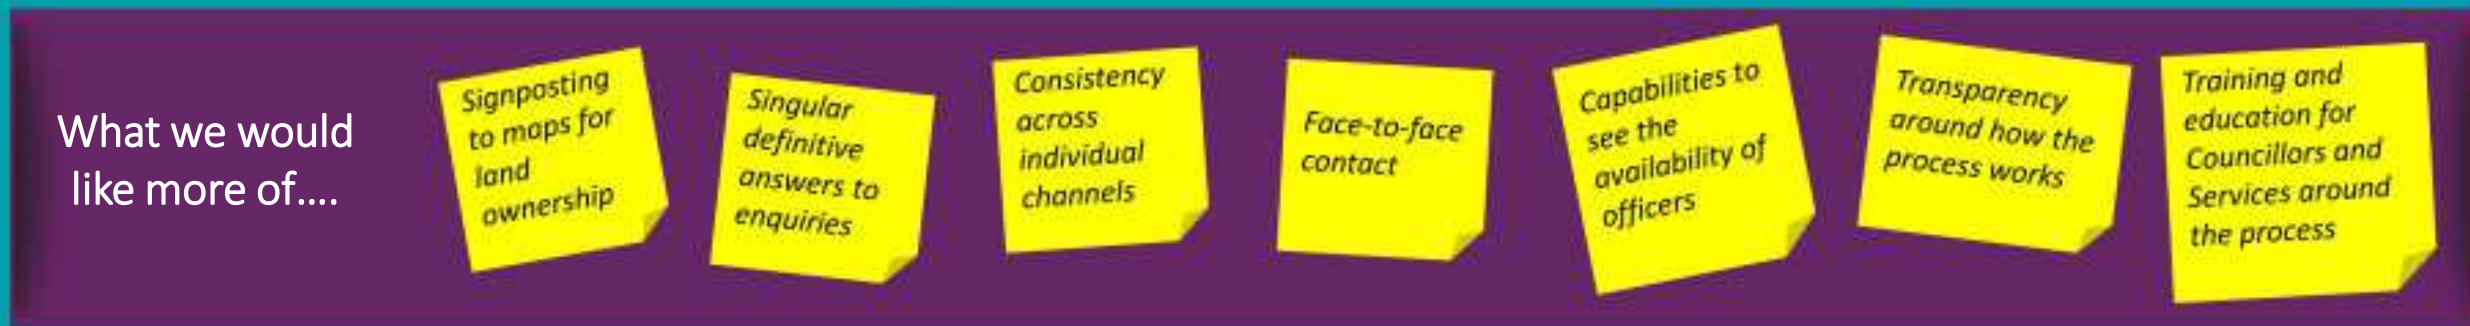 What we would
like more of....
Signposting
to maps for
land
ownership
Singular
definitive
answers to
enquiries
Consistency
across
individual
channels
Face-to-face
contact
Capabilities to
see the
availability of
officers
Transparency
around how the
process works
Training and
education for
Councillors and
Services around
the process